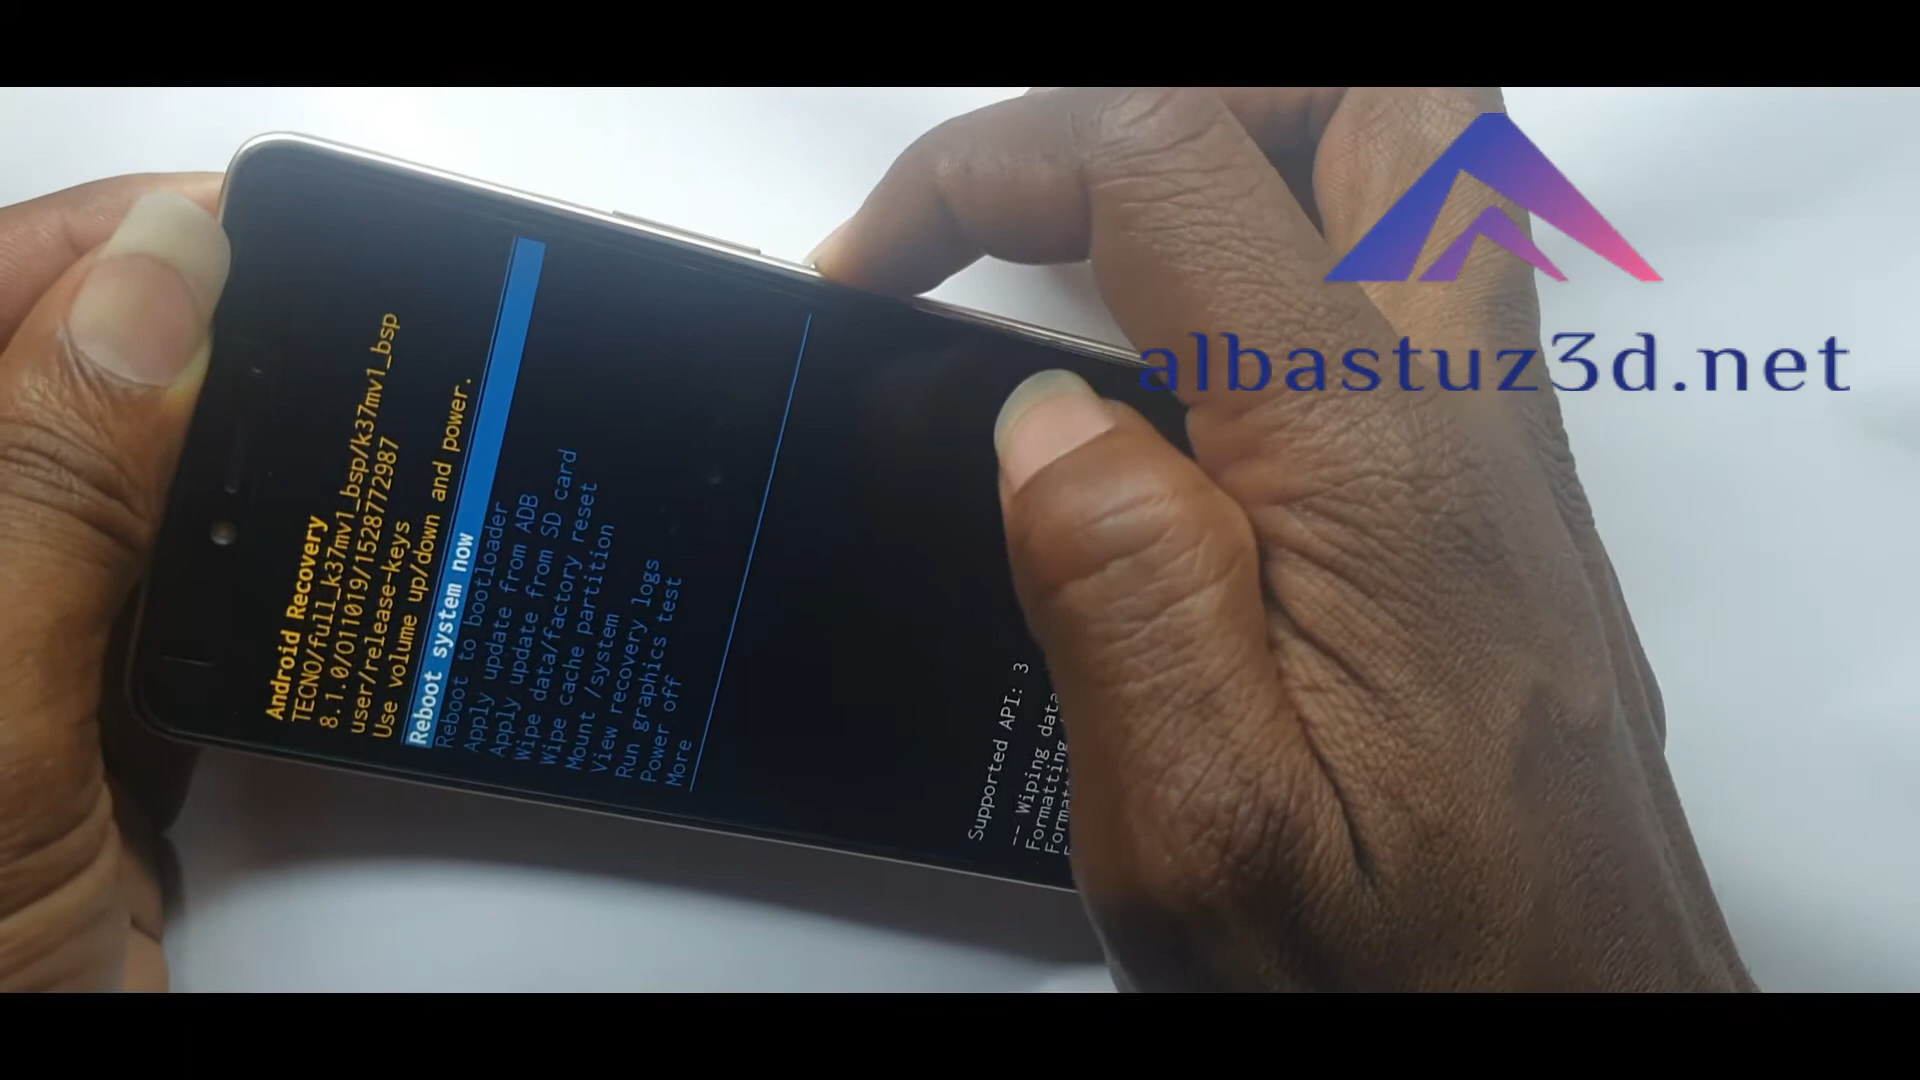 Android Recovery
TECNO/full_k37mv1_bsp/k37mv1_bsp
8.1.0/O11019/1528772987
user/release-keys
Use volume up/down and power.
Reboot system now
Reboot to bootloader
Apply update from ADB
Apply update from SD card
Wipe data/factory reset
Wipe cache partition
Mount /system
View recovery logs
Run graphics test
Power off
More
Supported API: 3
-- Wiping data
Formatting
albastuz3d.net